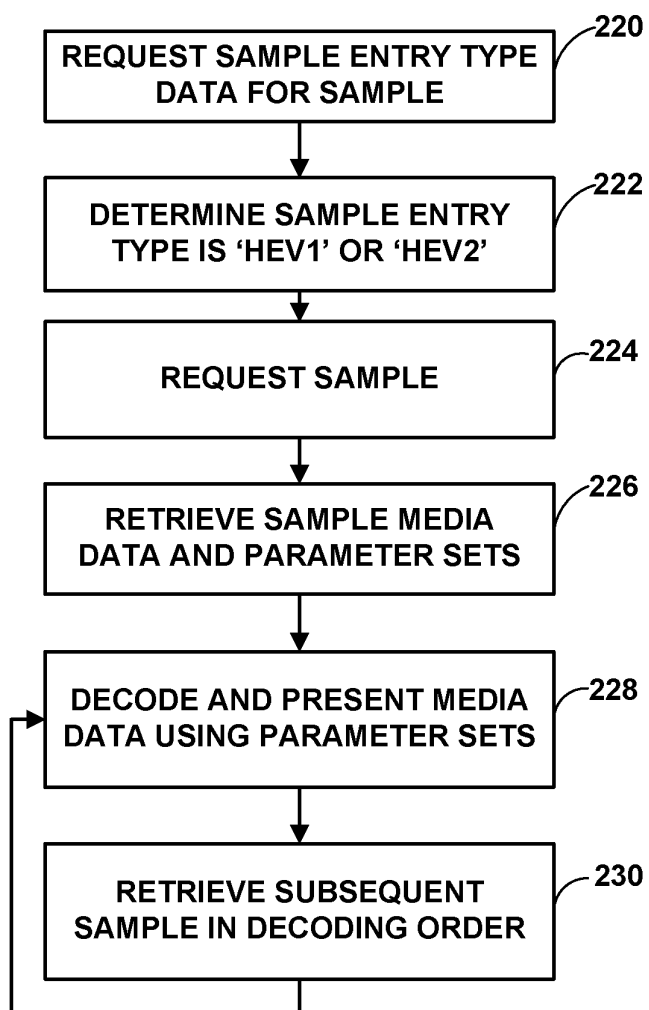 220
REQUEST SAMPLE ENTRY TYPE
DATA FOR SAMPLE
222
DETERMINE SAMPLE ENTRY
TYPE IS ‘HEV1’ OR ‘HEV2’
224
REQUEST SAMPLE
226
RETRIEVE SAMPLE MEDIA
DATA AND PARAMETER SETS
228
DECODE AND PRESENT MEDIA
DATA USING PARAMETER SETS
230
RETRIEVE SUBSEQUENT
SAMPLE IN DECODING ORDER